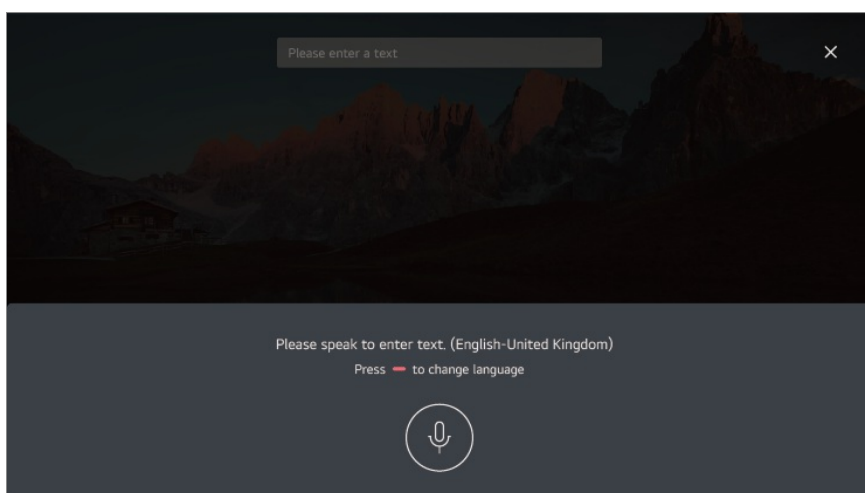 Please enter a text
Please speak to enter text. (English-United Kingdom)
Press to change language